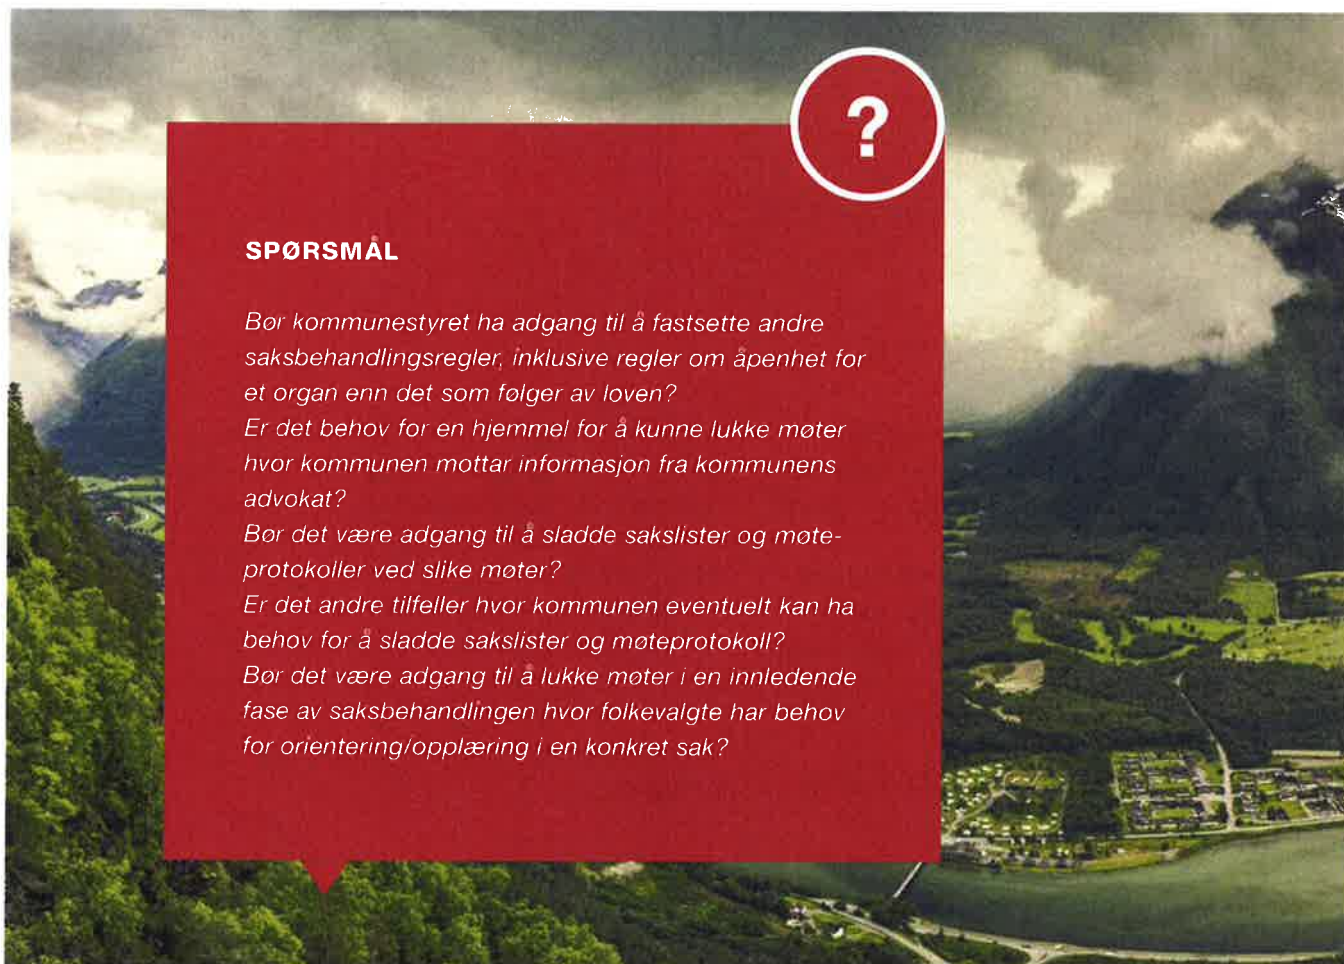 ?
SPØRSMÅL
Bør kommunestyret ha adgang til å fastsette andre
saksbehandlingsregler, inklusive regler om åpenhet for
et organ enn det som følger av loven?
Er det behov for en hjemmel for å kunne lukke møter
hvor kommunen mottar informasjon fra kommunens
advokat?
Bør det være adgang til å sladde sakslister og møte-
protokoller ved slike møter?
Er det andre tilfeller hvor kommunen eventuelt kan ha
behov for å sladde sakslister og møteprotokoll?
Bør det være adgang til å lukke møter i en innledende
fase av saksbehandlingen hvor folkevalgte har behov
for orientering/opplæring i en konkret sak?